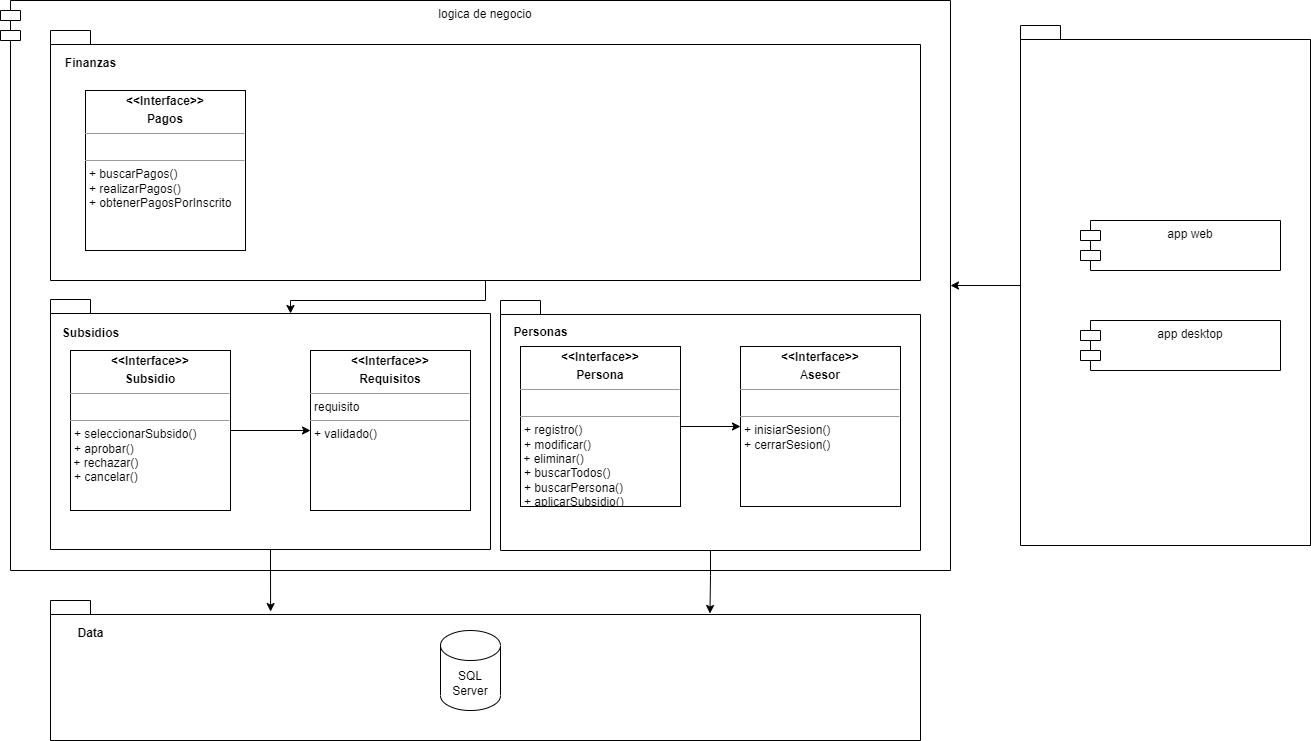 logica de negocio
Finanzas
<<Interface>>
Pagos
+ buscarPagos()
+ realizarPagos()
+ obtenerPagosPorInscrito
Subsidios
<<Interface>>
Subsidio
+ seleccionarSubsido()
+ aprobar()
+ rechazar()
+ cancelar()
<<Interface>>
Requisitos
requisito
+ validado()
Personas
<<Interface>>
Persona
+ registro()
+ modificar()
+ eliminar()
+ buscarTodos()
+ buscarPersona()
+ aplicarSubsidio()
<<Interface>>
Asesor
+ inisiarSesion()
+ cerrarSesion()
app web
app desktop
Data
SQL
Server